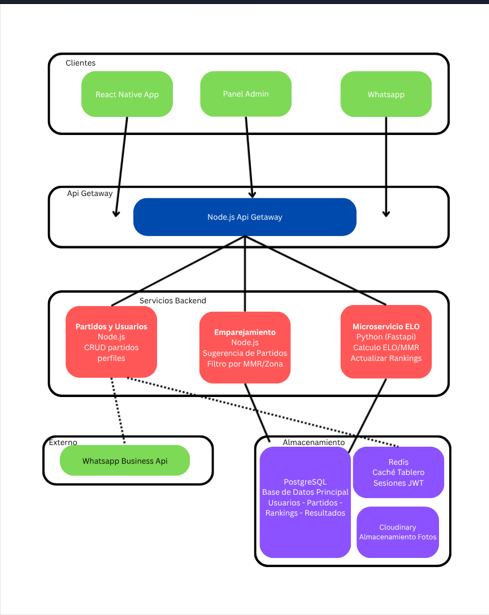 Clientes
React Native App
Panel Admin
Whatsapp
Api Getaway
Node.js Api Getaway
Servicios Backend
Partidos y Usuarios
Node.js
CRUD partidos
perfiles
Emparejamiento
Node.js
Sugerencia de Partidos
Filtro por MMR/Zona
Microservicio ELO
Python (Fastapi)
Calculo ELO/MMR
Actualizar Rankings
Externo
Whatsapp Business Api
Almacenamiento
PostgreSQL
Base de Datos Principal
Usuarios - Partidos -
Rankings - Resultados
Redis
Caché Tablero
Sesiones JWT
Cloudinary
Almacenamiento Fotos